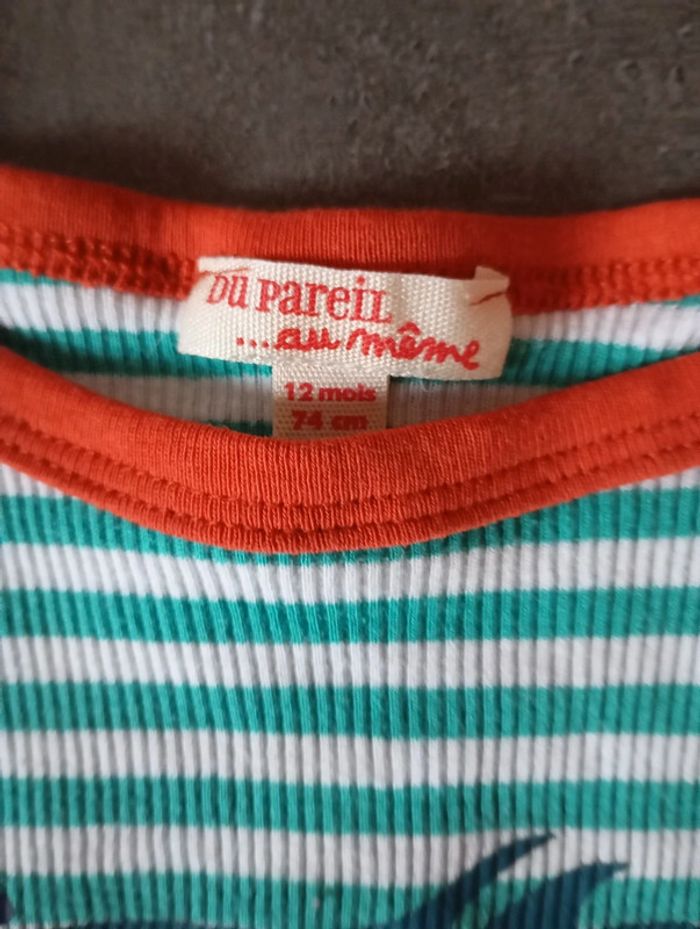 DU PAREIL
...au même
12 mois
74 cm